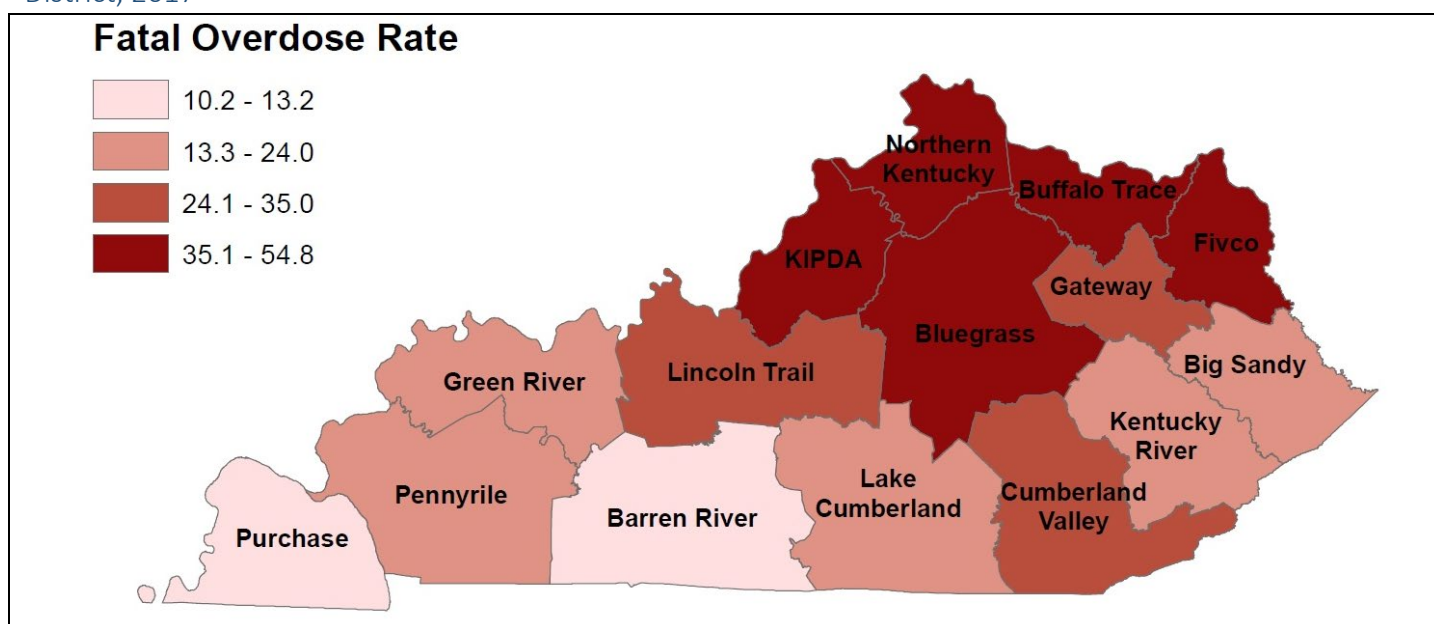 District, 2017
Fatal Overdose Rate
10.2 - 13.2
13.3 - 24.0
24.1 - 35.0
35.1 - 54.8
Northern
Kentucky
Buffalo Trace
Fivco
KIPDA
Gateway
Bluegrass
Big Sandy
Lincoln Trail
Green River
Kentucky
River
Lake
Cumberland
Cumberland
Valley
Pennyrile
Barren River
Purchase